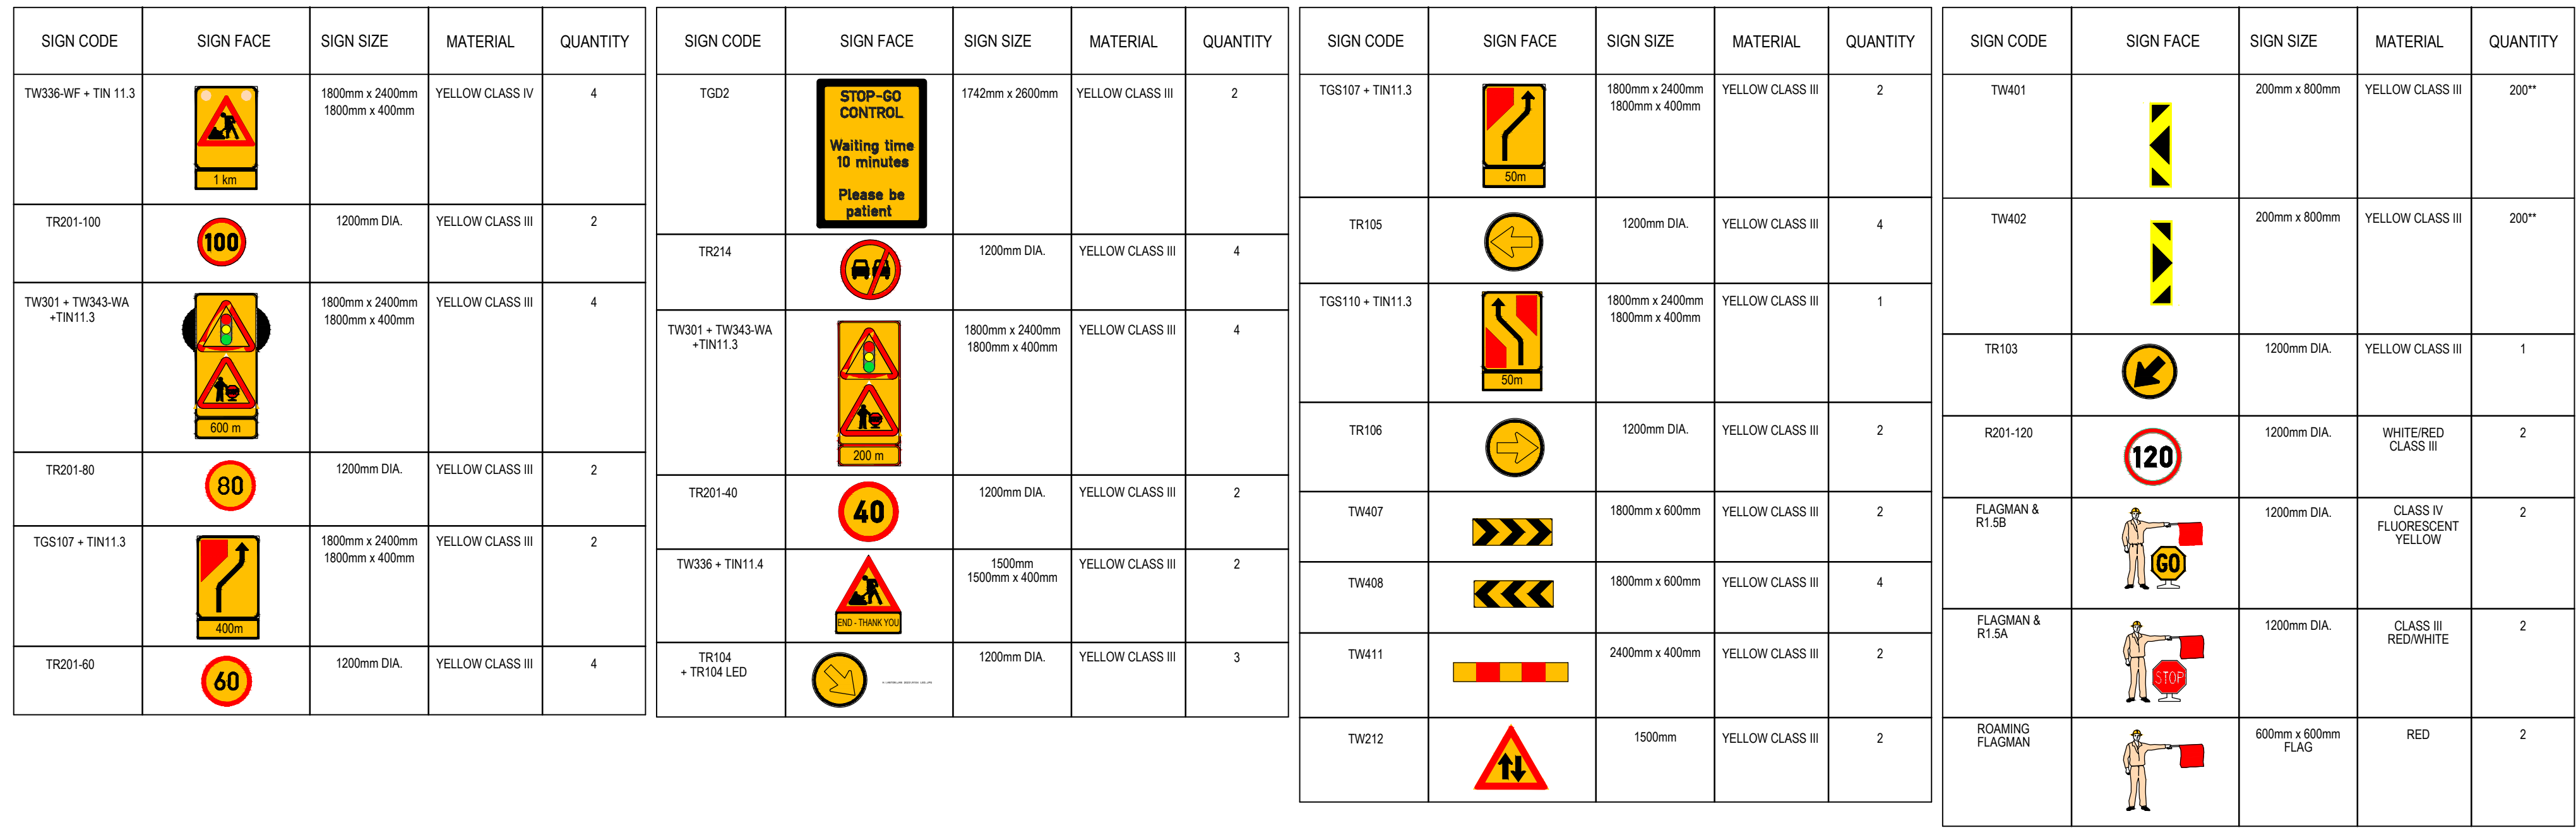 SIGN CODE SIGN FACE SIGN SIZE MATERIAL QUANTITY
TW336-WF + TIN 11.3 1800mm x 2400mm YELLOW CLASS IV 4
1800mm x 400mm
1 km
TR201-100 1200mm DIA. YELLOW CLASS III 2
100
TW301 + TW343-WA 1800mm x 2400mm YELLOW CLASS III 4
+TIN11.3 1800mm x 400mm
600 m
TR201-80 1200mm DIA. YELLOW CLASS III 2
80
TGS107 + TIN11.3 1800mm x 2400mm YELLOW CLASS III 2
1800mm x 400mm
400m
TR201-60 1200mm DIA. YELLOW CLASS III 4
60
SIGN CODE SIGN FACE SIGN SIZE MATERIAL QUANTITY
TGD2 1742mm x 2600mm YELLOW CLASS III 2
STOP-GO
CONTROL
Waiting time
10 minutes
Please be
patient
TR214 1200mm DIA. YELLOW CLASS III 4
TW301 + TW343-WA 1800mm x 2400mm YELLOW CLASS III 4
+TIN11.3 1800mm x 400mm
200 m
TR201-40 1200mm DIA. YELLOW CLASS III 2
40
TW336 + TIN11.4 1500mm YELLOW CLASS III 2
1500mm x 400mm
END - THANK YOU
TR104 1200mm DIA. YELLOW CLASS III 3
+ TR104 LED
SIGN CODE SIGN FACE SIGN SIZE MATERIAL QUANTITY
TGS107 + TIN11.3 1800mm x 2400mm YELLOW CLASS III 2
1800mm x 400mm
50m
TR105 1200mm DIA. YELLOW CLASS III 4
TGS110 + TIN11.3 1800mm x 2400mm YELLOW CLASS III 1
1800mm x 400mm
50m
TR106 1200mm DIA. YELLOW CLASS III 2
TW407 1800mm x 600mm YELLOW CLASS III 2
TW408 1800mm x 600mm YELLOW CLASS III 4
TW411 2400mm x 400mm YELLOW CLASS III 2
TW212 1500mm YELLOW CLASS III 2
SIGN CODE SIGN FACE SIGN SIZE MATERIAL QUANTITY
TW401 200mm x 800mm YELLOW CLASS III 200**
TW402 200mm x 800mm YELLOW CLASS III 200**
TR103 1200mm DIA. YELLOW CLASS III 1
R201-120 1200mm DIA. WHITE/RED 2
CLASS III
120
FLAGMAN & 1200mm DIA. CLASS IV 2
R1.5B FLUORESCENT
YELLOW
GO
FLAGMAN & 1200mm DIA. CLASS III 2
R1.5A RED/WHITE
STOP
ROAMING 600mm x 600mm RED 2
FLAGMAN FLAG